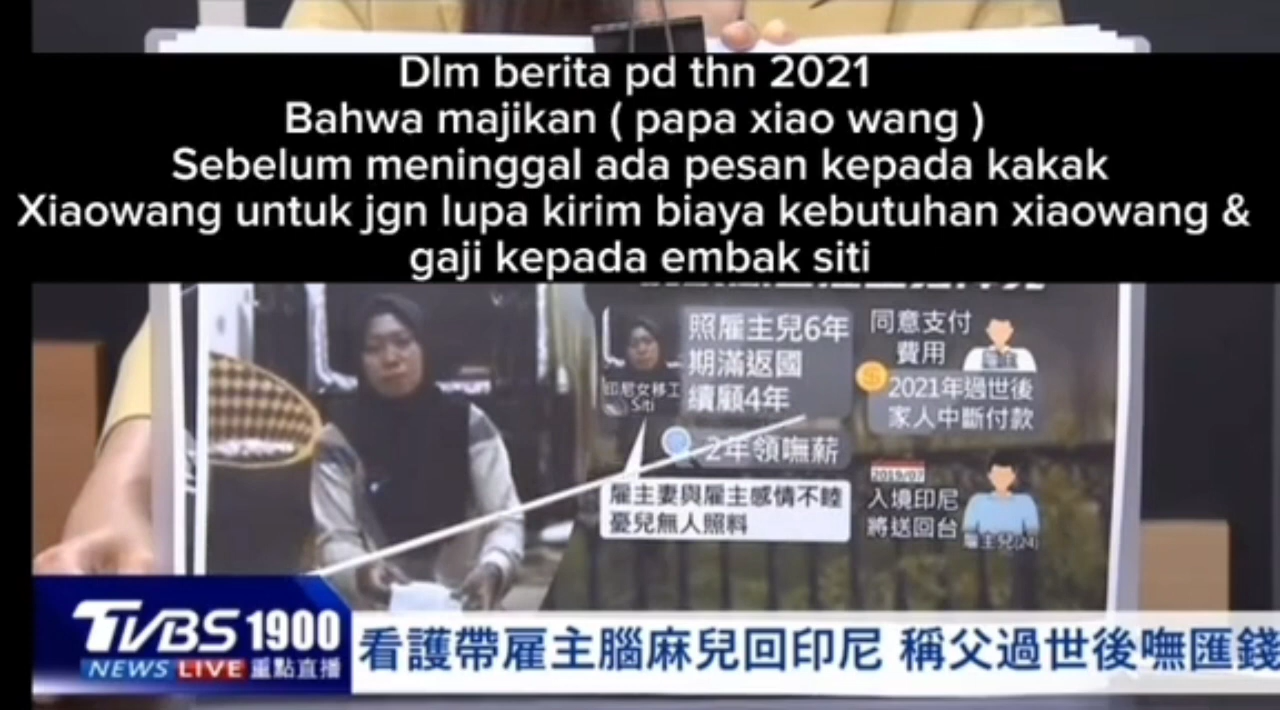 Dlm berita pd thn 2021
Bahwa majikan ( papa xiao wang )
Sebelum meninggal ada pesan kepada kakak
Xiaowang untuk jgn lupa kirim biaya kebutuhan xiaowang &
gaji kepada embak siti
照雇主兒6年
期滿返國
續顧4年
印尼女移工
Siti
2年領嘸薪
雇主妻與雇主感情不睦
憂兒無人照料
同意支付
費用
雇主
2021年過世後
家人中斷付款
2019/07
入境印尼
將送回台
雇主兒(24)
TVBS 1900
NEWS LIVE 重點直播
看護帶雇主腦麻兒回印尼 稱父過世後嘸匯錢